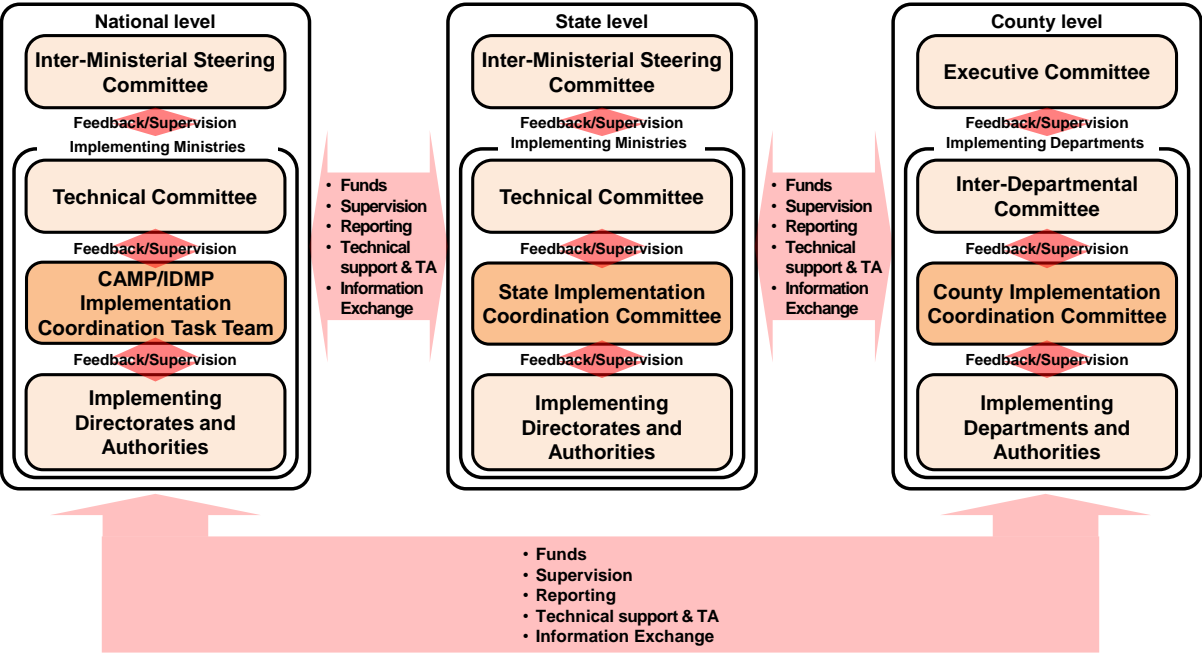 National level
Inter-Ministerial Steering
Committee
Feedback/Supervision
Implementing Ministries
Technical Committee
Feedback/Supervision
CAMP/IDMP
Implementation
Coordination Task Team
Feedback/Supervision
Implementing
Directorates and
Authorities
• Funds
• Supervision
• Reporting
• Technical
support & TA
• Information
Exchange
State level
Inter-Ministerial Steering
Committee
Feedback/Supervision
Implementing Ministries
Technical Committee
Feedback/Supervision
State Implementation
Coordination Committee
Feedback/Supervision
Implementing
Directorates and
Authorities
• Funds
• Supervision
• Reporting
• Technical
support & TA
• Information
Exchange
County level
Executive Committee
Feedback/Supervision
Implementing Departments
Inter-Departmental
Committee
Feedback/Supervision
County Implementation
Coordination Committee
Feedback/Supervision
Implementing
Departments and
Authorities
• Funds
• Supervision
• Reporting
• Technical support & TA
• Information Exchange